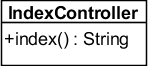 IndexController
+index() : String